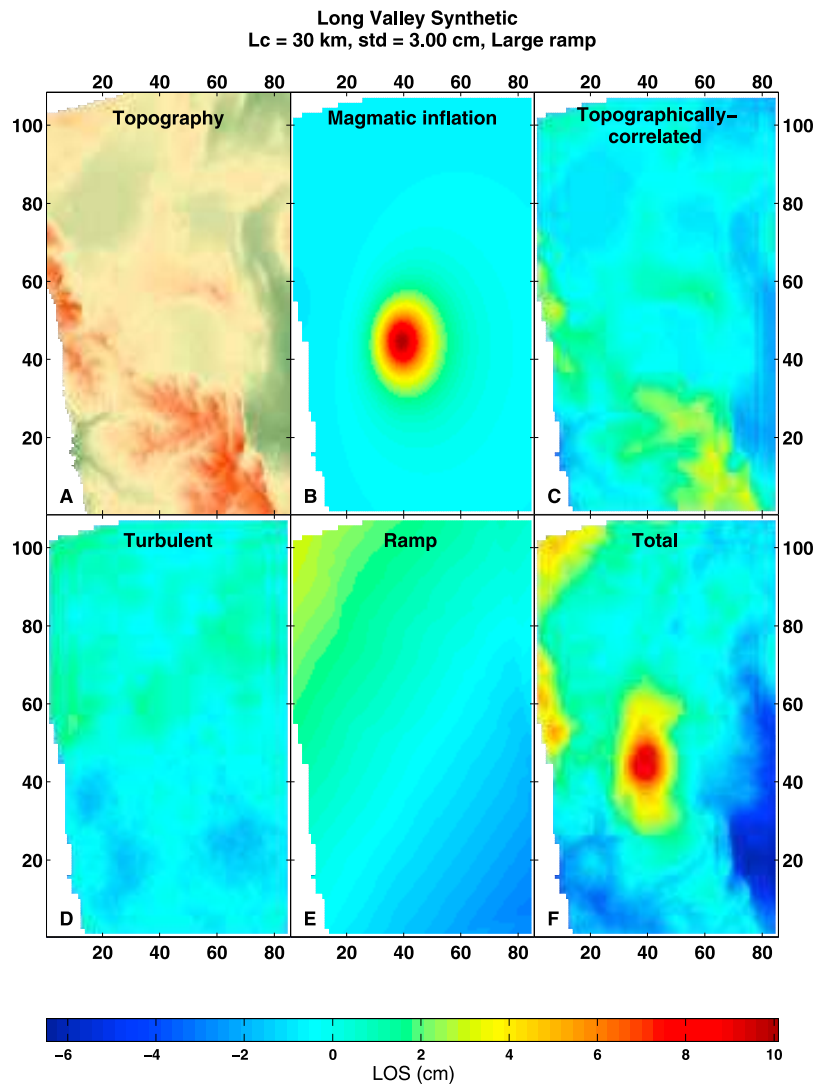 Long Valley Synthetic
Lc = 30 km, std = 3.00 cm, Large ramp
20 40 60 80 20 40 60 80 20 40 60 80
Topography Magmatic inflation Topographically−
correlated
100 100
80 80
60 60
40 40
20 20
A B C
Turbulent Ramp Total
100 100
80 80
60 60
40 40
20 20
D E F
20 40 60 80 20 40 60 80 20 40 60 80
−6 −4 −2 0 2 4 6 8 10
LOS (cm)